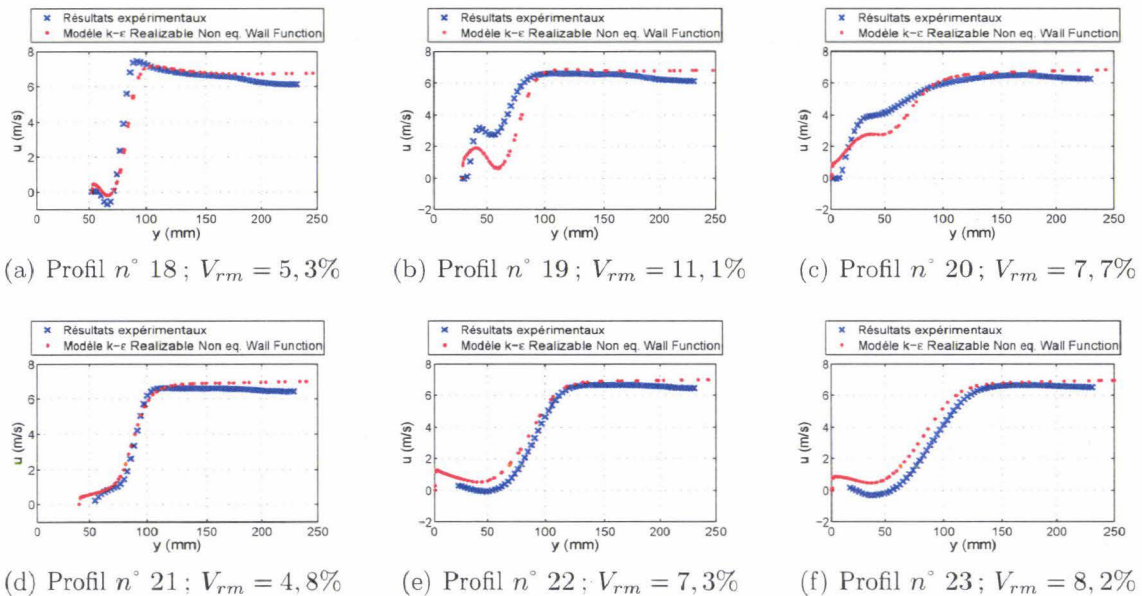 Résultats expérimentaux
Modèle k-ε Realizable Non eq. Wall Function
8
6
4
2
0
u (m/s)
0 50 100 150 200 250
y (mm)
(a) Profil n° 18 ; Vrm = 5, 3%
Résultats expérimentaux
Modèle k-ε Realizable Non eq. Wall Function
8
6
4
2
0
−2
u (m/s)
0 50 100 150 200 250
y (mm)
(b) Profil n° 19 ; Vrm = 11, 1%
Résultats expérimentaux
Modèle k-ε Realizable Non eq. Wall Function
8
6
4
2
0
−2
u (m/s)
0 50 100 150 200 250
y (mm)
(c) Profil n° 20 ; Vrm = 7, 7%
Résultats expérimentaux
Modèle k-ε Realizable Non eq. Wall Function
8
6
4
2
0
u (m/s)
0 50 100 150 200 250
y (mm)
(d) Profil n° 21 ; Vrm = 4, 8%
Résultats expérimentaux
Modèle k-ε Realizable Non eq. Wall Function
8
6
4
2
0
−2
u (m/s)
0 50 100 150 200 250
y (mm)
(e) Profil n° 22 ; Vrm = 7, 3%
Résultats expérimentaux
Modèle k-ε Realizable Non eq. Wall Function
8
6
4
2
0
−2
u (m/s)
0 50 100 150 200 250
y (mm)
(f) Profil n° 23 ; Vrm = 8, 2%